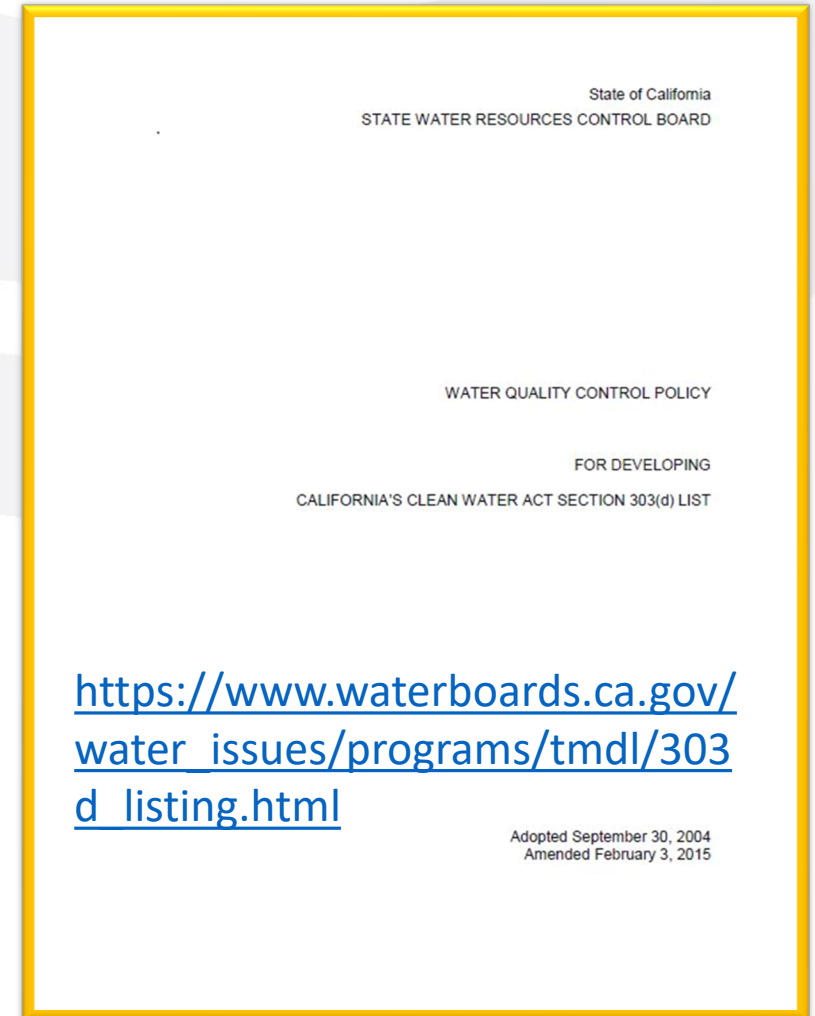 State of California
STATE WATER RESOURCES CONTROL BOARD
WATER QUALITY CONTROL POLICY
FOR DEVELOPING
CALIFORNIA'S CLEAN WATER ACT SECTION 303(d) LIST
https://www.waterboards.ca.gov/
water_issues/programs/tmdl/303
d_listing.html
Adopted September 30, 2004
Amended February 3, 2015